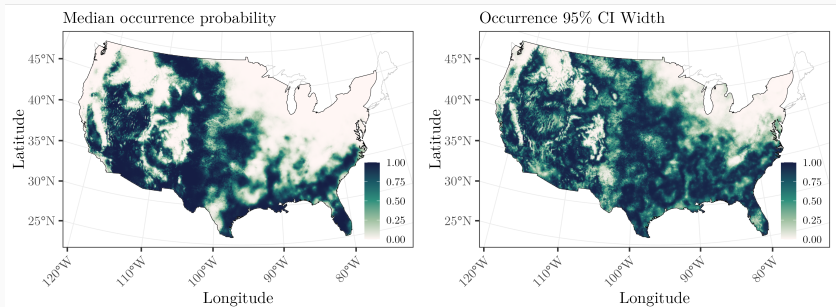 Median occurrence probability
Latitude
45°N
40°N
35°N
30°N
25°N
1.00
0.75
0.50
0.25
0.00
120°W
110°W
100°W
90°W
80°W
Longitude
Occurrence 95% CI Width
Latitude
45°N
40°N
35°N
30°N
25°N
1.00
0.75
0.50
0.25
0.00
120°W
110°W
100°W
90°W
80°W
Longitude